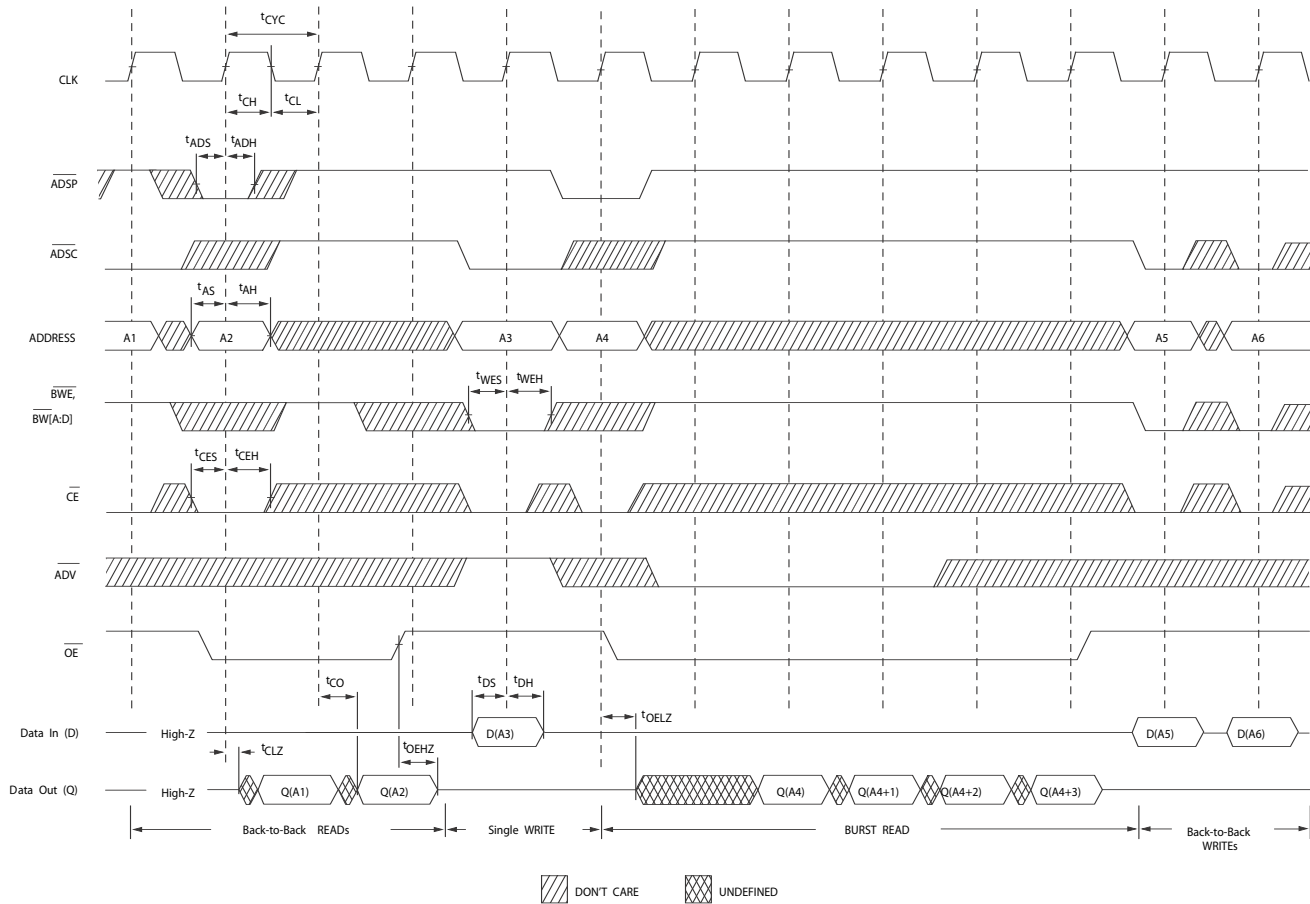 tCYC
CLK
tCH
tCL
tADS
tADH
ADSP
ADSC
tAS
tAH
ADDRESS
A1
A2
A3
A4
A5
A6
tWES
tWEH
BWE,
BW[A:D]
tCES
tCEH
CE
ADV
OE
tCO
tDS
tDH
tOELZ
Data In (D)
High-Z
D(A3)
D(A5)
D(A6)
tCLZ
tOEHZ
Data Out (Q)
High-Z
Q(A1)
Q(A2)
Q(A4)
Q(A4+1)
Q(A4+2)
Q(A4+3)
Back-to-Back READs
Single WRITE
BURST READ
Back-to-Back
WRITEs
DON'T CARE
UNDEFINED